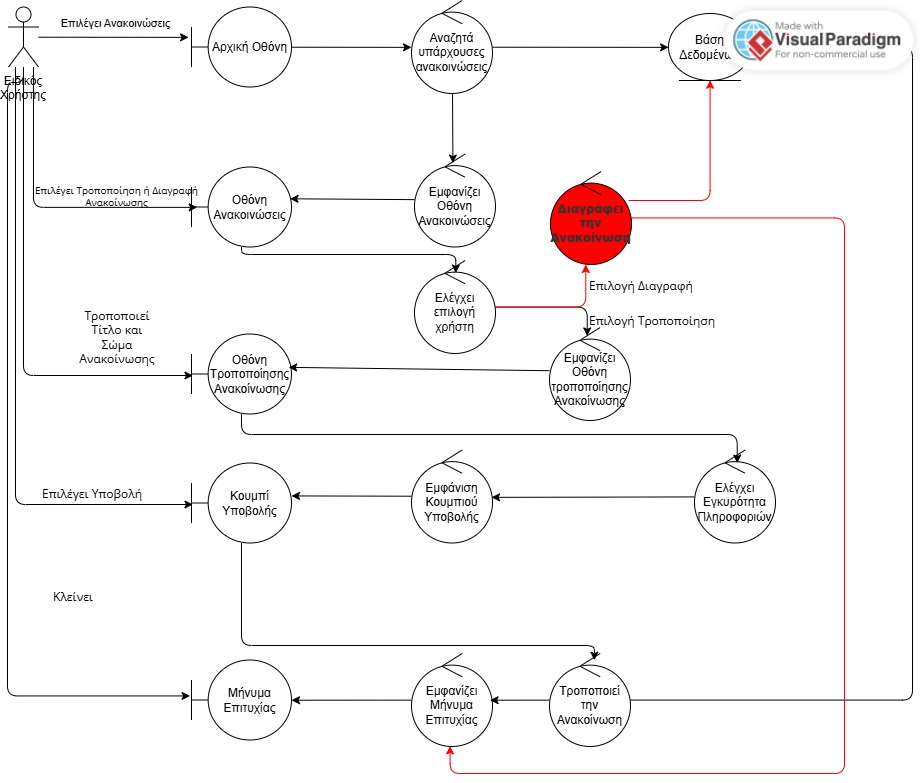 Επιλέγει Ανακοινώσεις
Αρχική Οθόνη
Αναζητά
υπάρχουσες
ανακοινώσεις
Βάση
Δεδομένων
Made with
Visual Paradigm
For non-commercial use
Ειδικός
Χρήστης
Επιλέγει Τροποποίηση ή Διαγραφή
Ανακοίνωσης
Οθόνη
Ανακοινώσεις
Εμφανίζει
Οθόνη
Ανακοινώσεις
Διαγράφει
την
Ανακοίνωση
Επιλογή Διαγραφή
Ελέγχει
επιλογή
χρήστη
Επιλογή Τροποποίηση
Τροποποιεί
Τίτλο και
Σώμα
Ανακοίνωσης
Οθόνη
Τροποποίησης
Ανακοίνωσης
Εμφανίζει
Οθόνη
τροποποίησης
Ανακοίνωσης
Επιλέγει Υποβολή
Κουμπί
Υποβολής
Εμφάνιση
Κουμπιού
Υποβολής
Ελέγχει
Εγκυρότητα
Πληροφοριών
Κλείνει
Μήνυμα
Επιτυχίας
Εμφανίζει
Μήνυμα
Επιτυχίας
Τροποποιεί
την
Ανακοίνωση